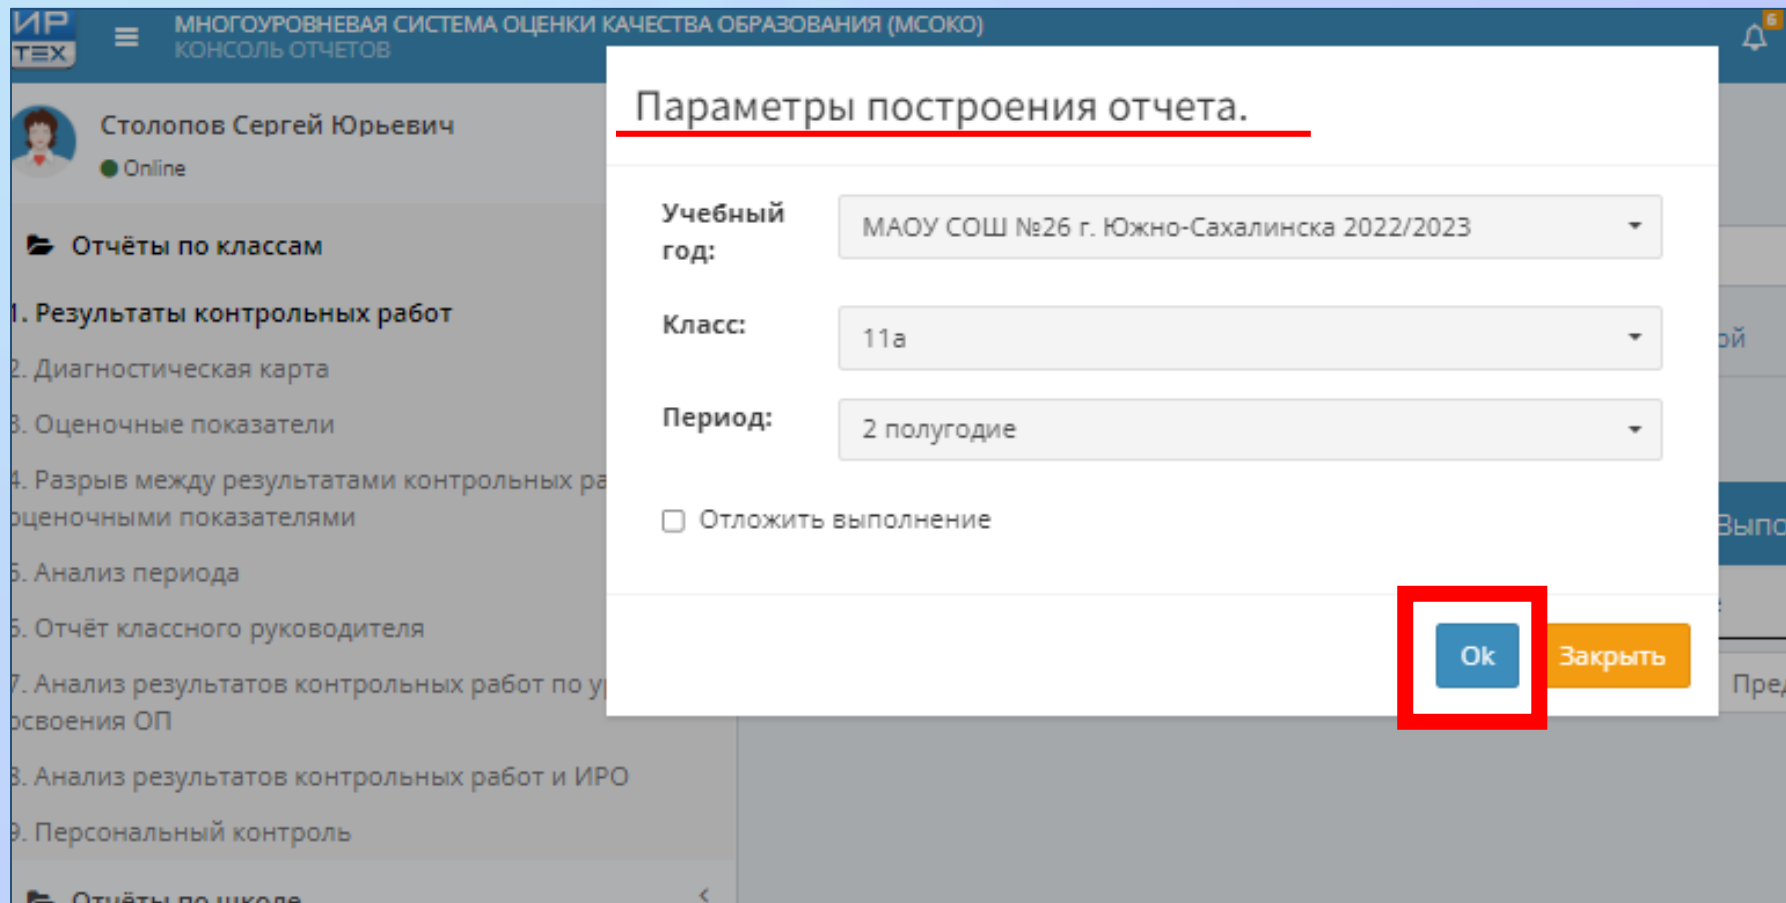 ИР
ТЕХ
МНОГОУРОВНЕВАЯ СИСТЕМА ОЦЕНКИ КАЧЕСТВА ОБРАЗОВАНИЯ (МСОКО)
КОНСОЛЬ ОТЧЕТОВ
6
Столопов Сергей Юрьевич
Online
Отчёты по классам
1. Результаты контрольных работ
2. Диагностическая карта
3. Оценочные показатели
4. Разрыв между результатами контрольных
оценочными показателями
5. Анализ периода
6. Отчёт классного руководителя
7. Анализ результатов контрольных работ по
освоения ОП
8. Анализ результатов контрольных работ и ИРО
9. Персональный контроль
Отчёты по школе
Параметры построения отчета.
Учебный
год:
МАОУ СОШ №26 г. Южно-Сахалинска 2022/2023
Класс:
11а
Период:
2 полугодие
Отложить выполнение
Ok
Закрыть